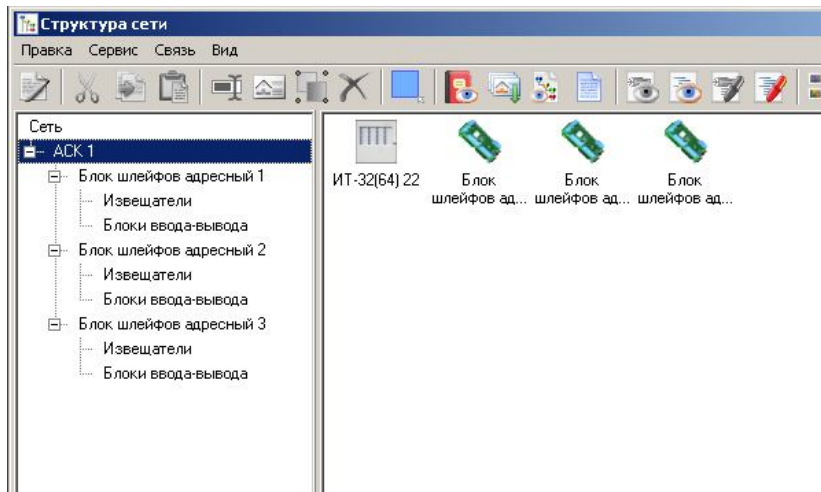 Структура сети
Правка Сервис Связь Вид
Сеть
АСК 1
Блок шлейфов адресный 1
Извещатели
Блоки ввода-вывода
Блок шлейфов адресный 2
Извещатели
Блоки ввода-вывода
Блок шлейфов адресный 3
Извещатели
Блоки ввода-вывода
ИТ-32(64) 22
Блок
шлейфов ад...
Блок
шлейфов ад...
Блок
шлейфов ад...